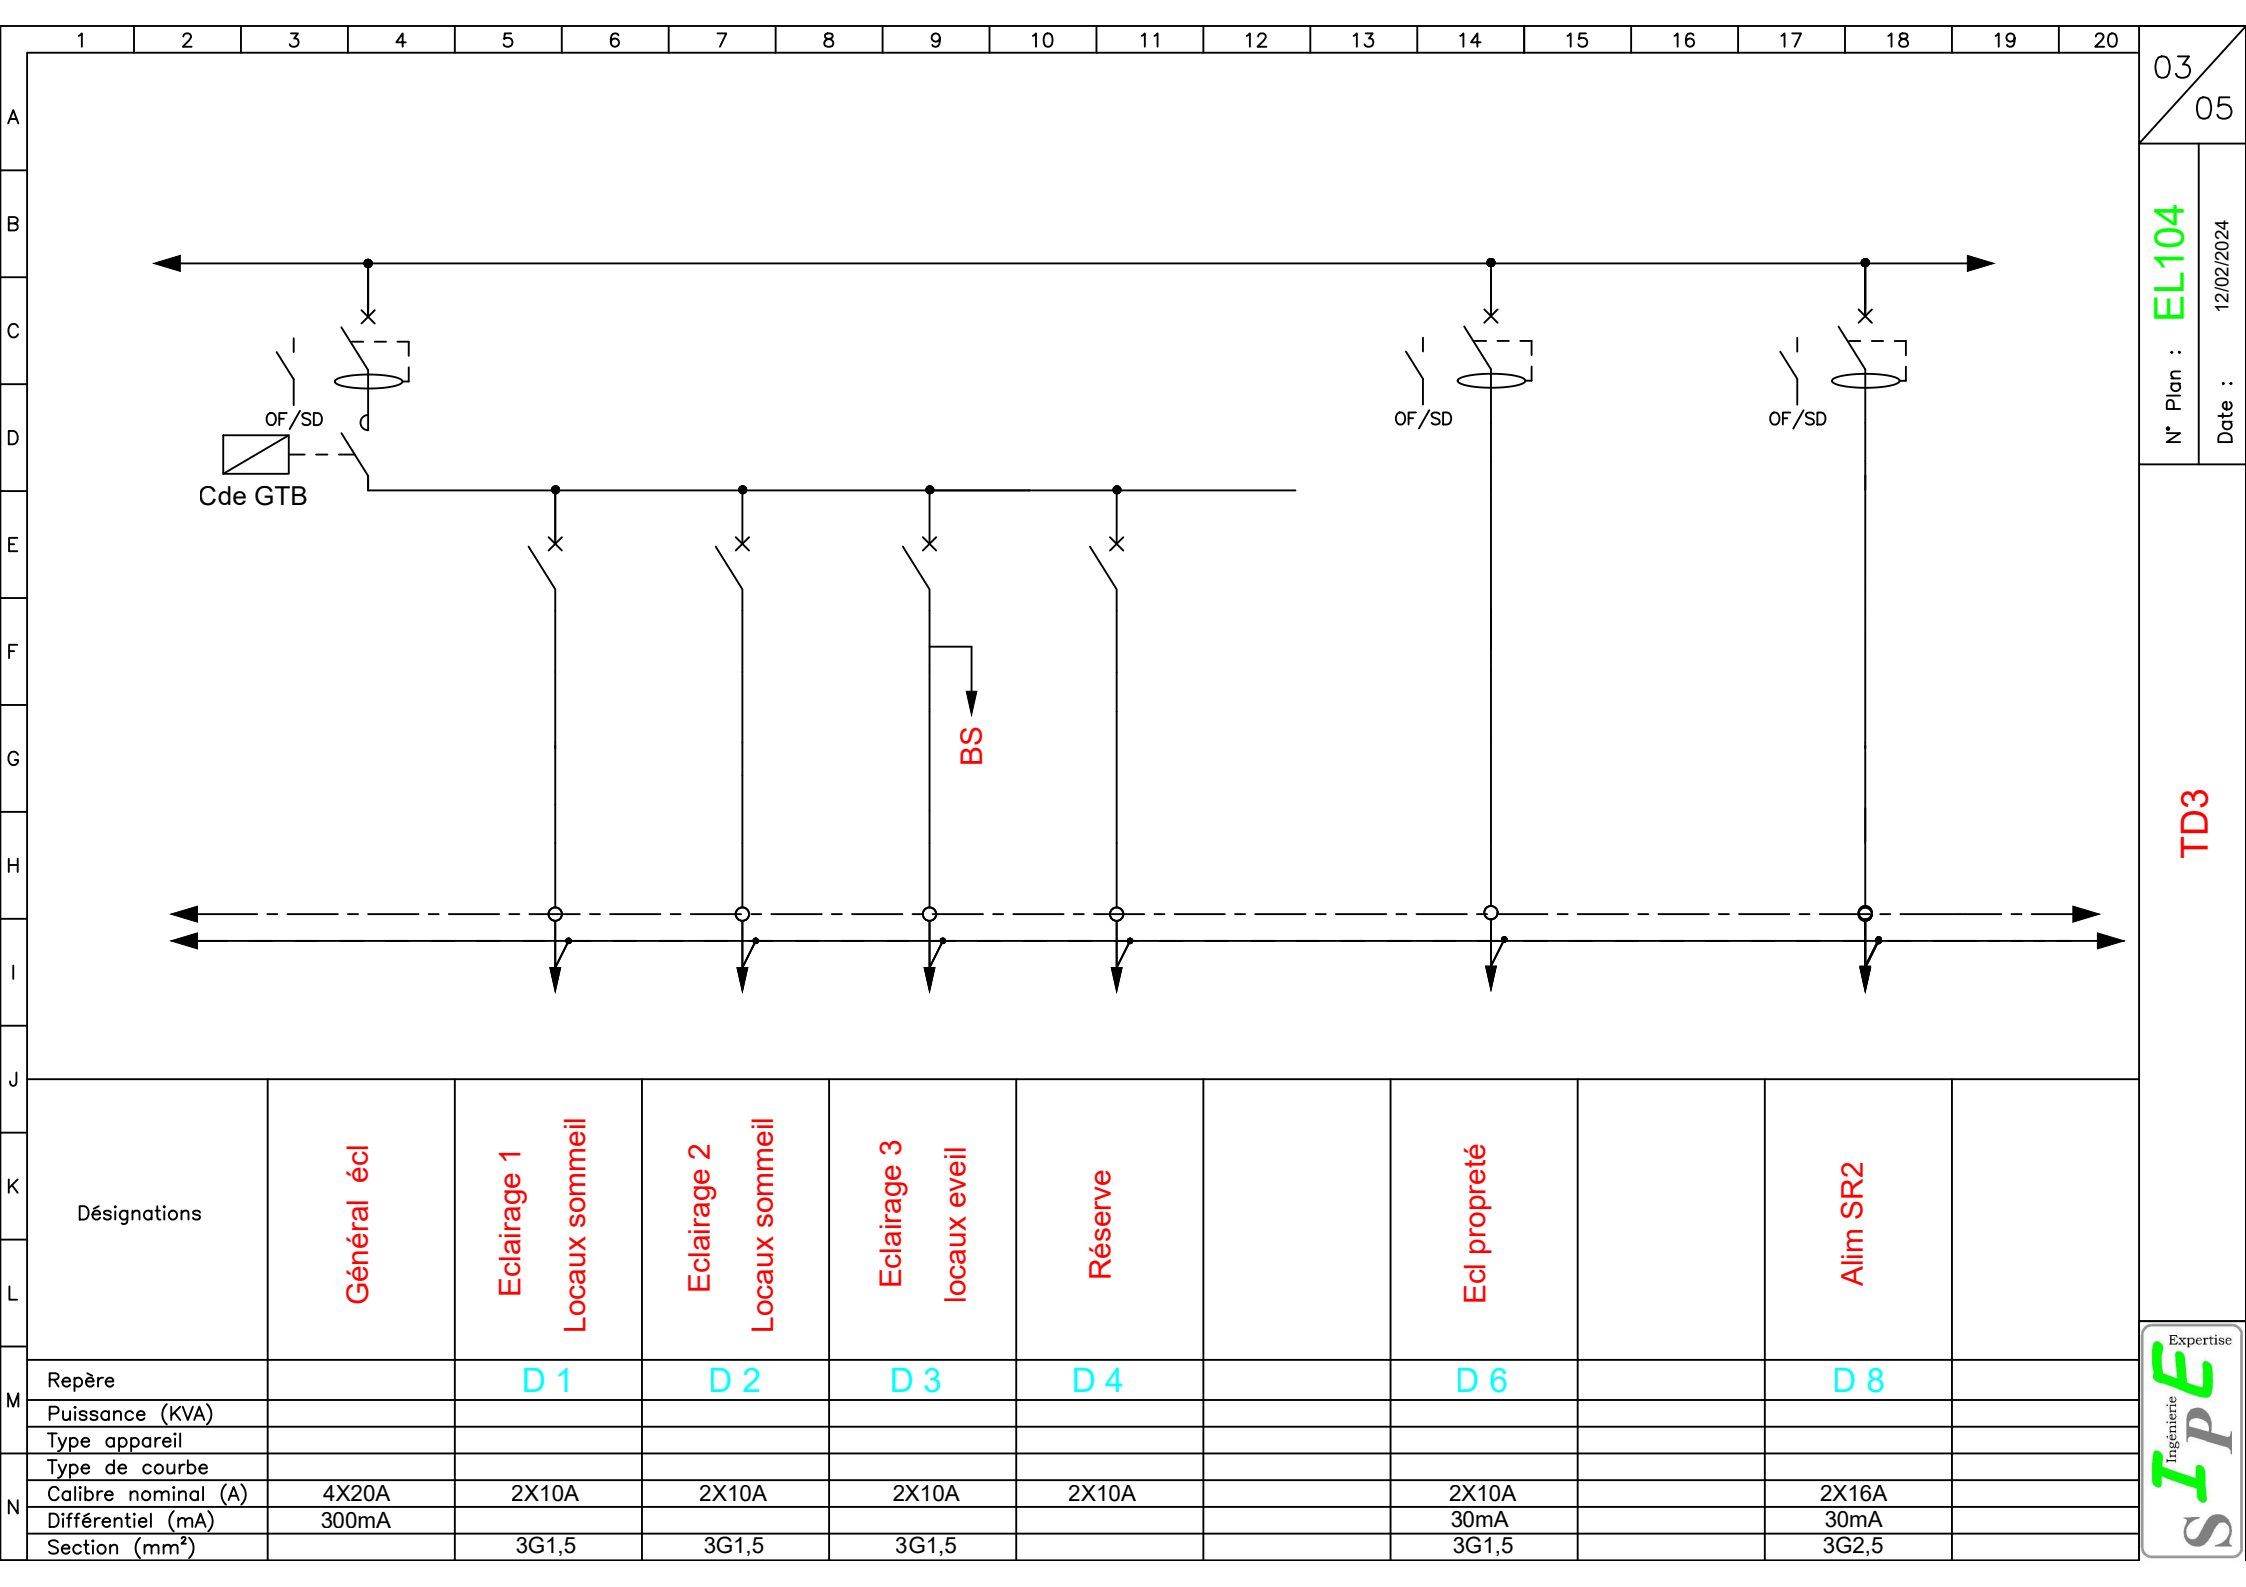 1 2 3 4 5 6 7 8 9 10 11 12 13 14 15 16 17 18 19 20
A
B
C
D
E
F
G
H
I
J
K
L
M
N
03
05
N° Plan : EL104
Date : 12/02/2024
TD3
OF/SD
Cde GTB
OF/SD
OF/SD
BS
Désignations
Général écl
Eclairage 1
Locaux sommeil
Eclairage 2
Locaux sommeil
Eclairage 3
locaux eveil
Réserve
Ecl propreté
Alim SR2
Repère D 1 D 2 D 3 D 4 D 6 D 8
Puissance (KVA)
Type appareil
Type de courbe
Calibre nominal (A) 4X20A 2X10A 2X10A 2X10A 2X10A 2X10A 2X16A
Différentiel (mA) 300mA 30mA 30mA
Section (mm²) 3G1,5 3G1,5 3G1,5 3G1,5 3G2,5
S I P E
Ingénierie
Expertise